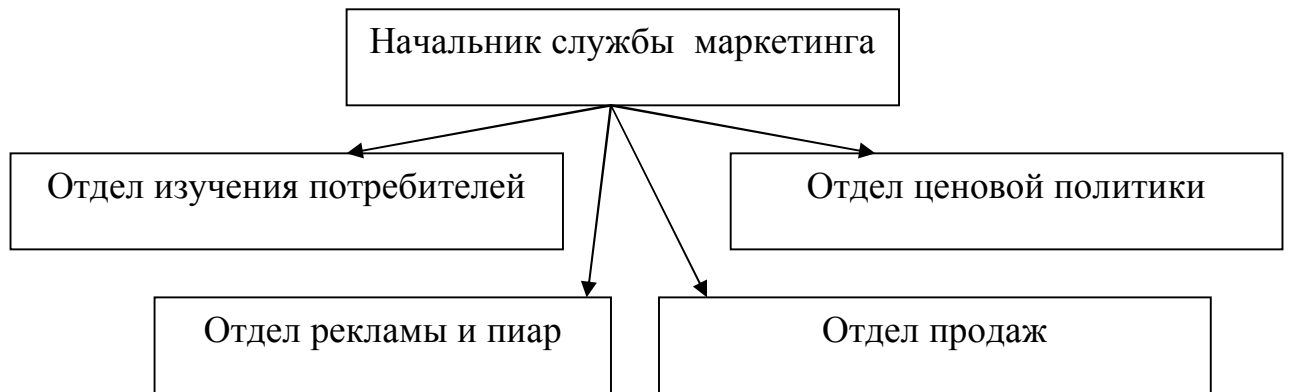 Начальник службы маркетинга
Отдел изучения потребителей
Отдел ценовой политики
Отдел рекламы и пиар
Отдел продаж